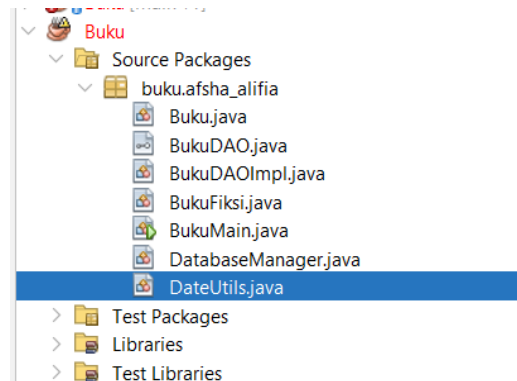 Buku
Source Packages
buku.afsha_alifia
Buku.java
BukuDAO.java
BukuDAOImpl.java
BukuFiksi.java
BukuMain.java
DatabaseManager.java
DateUtils.java
Test Packages
Libraries
Test Libraries